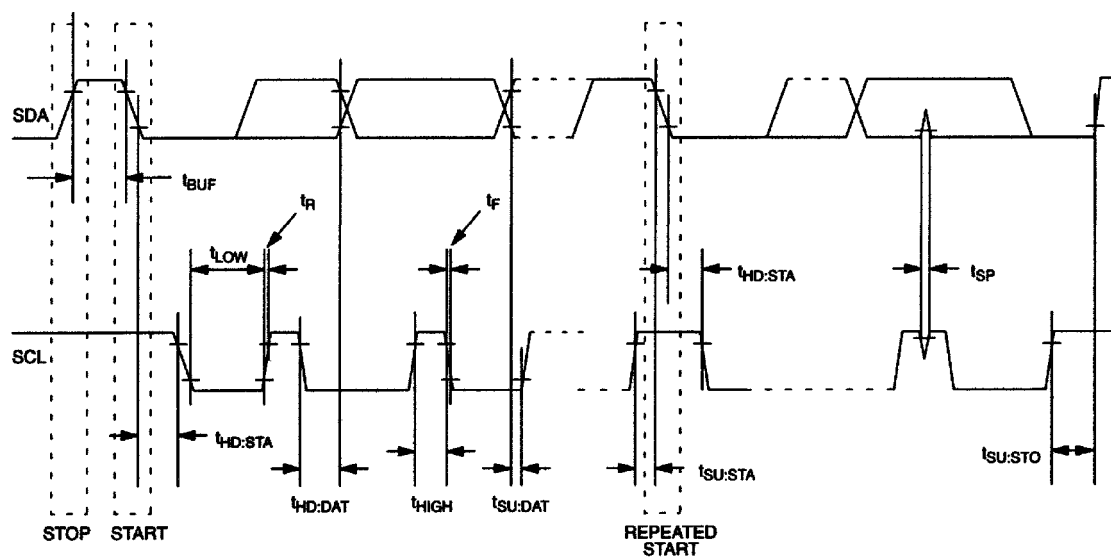 SDA
tBUF
tR
tF
tLOW
tHD:STA
tSP
SCL
tHD:STA
tSU:STA
tSU:STO
tHD:DAT
tHIGH
tSU:DAT
STOP
START
REPEATED
START